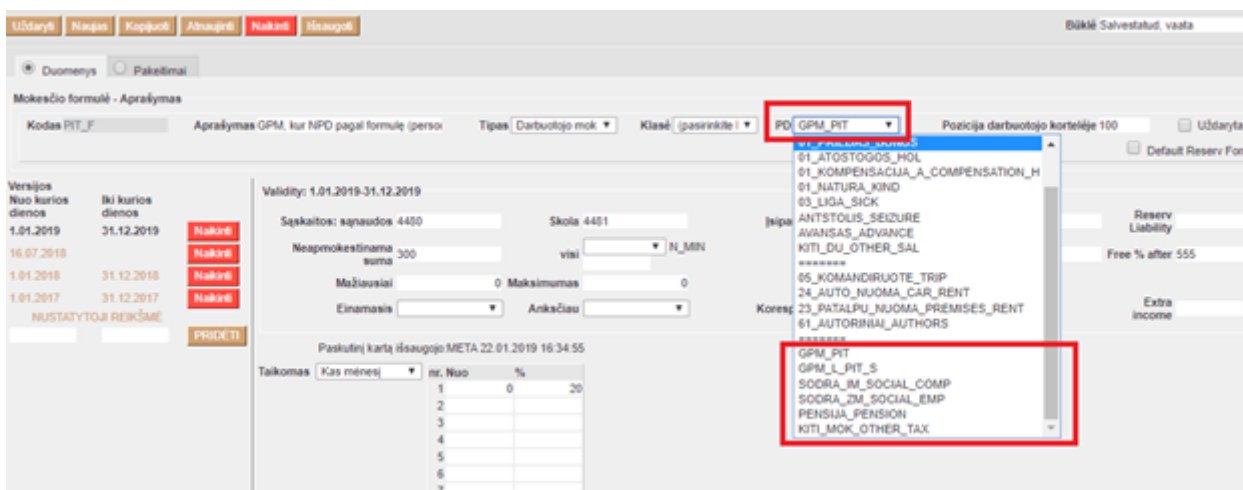 Uždaryti Naujas Kopijuoti Atnaujinti Naikinti Išsaugoti Būklė Salvestatud, vaata
Duomenys Pakeitimai
Mokesčio formulė - Aprašymas
Kodas PIT_F Aprašymas GPM, kur NPD pagal formulę (persor Tipas Darbuotojo mok Klasė (pasirinkite PD GPM_PIT Pozicija darbuotojo kortelėje 100 Uždaryta
01_PRIEDAS_BONUS
Default Reserv For
01_ATOSTOGOS_HOL
01_KOMPENSACIJA_A_COMPENSATION_H
01_NATURA_KIND
03_LIGA_SICK
ANTSTOLIS_SEIZURE
AVANSAS_ADVANCE
KITI_DU_OTHER_SAL
=======
05_KOMANDIRUOTE_TRIP
24_AUTO_NUOMA_CAR_RENT
23_PATALPU_NUOMA_PREMISES_RENT
61_AUTORINIAI_AUTHORS
=======
GPM_PIT
GPM_L_PIT_S
SODRA_IM_SOCIAL_COMP
SODRA_ZM_SOCIAL_EMP
PENSIJA_PENSION
KITI_MOK_OTHER_TAX
Versijos
Nuo kurios dienos Iki kurios dienos
1.01.2019 31.12.2019 Naikinti
16.07.2018 Naikinti
1.01.2018 31.12.2018 Naikinti
1.01.2017 31.12.2017 Naikinti
NUSTATYTOJI REIKŠMĖ
PRIDĖTI
Validity: 1.01.2019-31.12.2019
Sąskaitos: sąnaudos 4480 Skola 4481 Įsipa Reserv Liability
Neapmokestinama suma 300 visi N_MIN Free % after 555
Mažiausiai 0 Maksimumas 0
Einamasis Anksčiau Koresp Extra income
Paskutinį kartą išsaugojo:META 22.01.2019 16:34:55
Taikomas Kas mėnesį nr. Nuo %
1 0 20
2
3
4
5
6